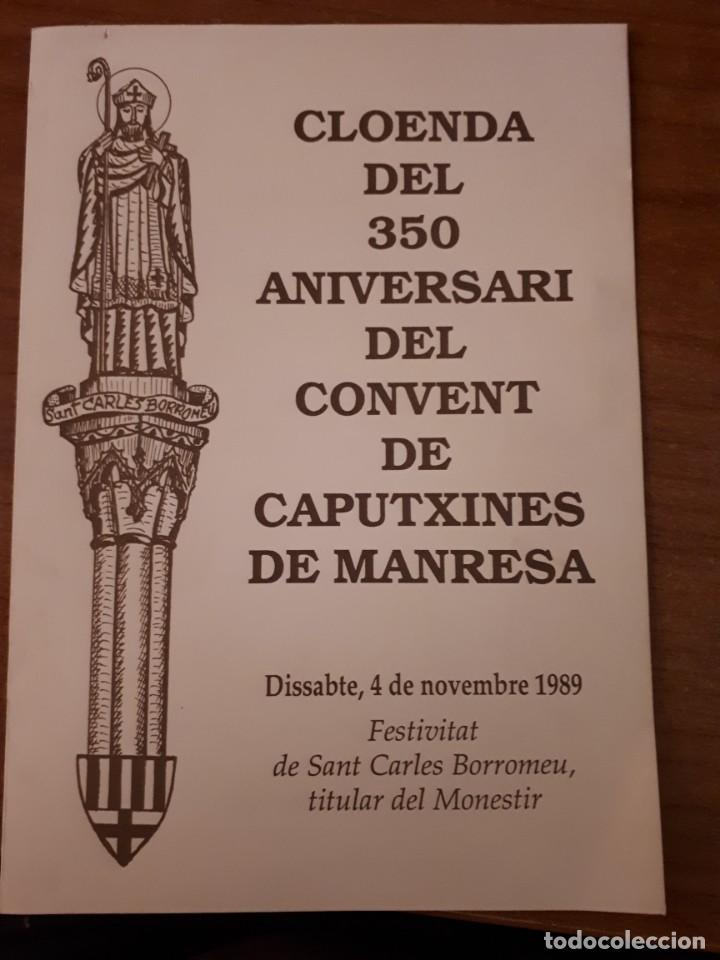 CLOENDA
DEL
350
ANIVERSARI
DEL
CONVENT
DE
CAPUTXINES
DE MANRESA
Sant CARLES BORROMEU
Dissabte, 4 de novembre 1989
Festivitat
de Sant Carles Borromeu,
titular del Monestir
todocoleccion